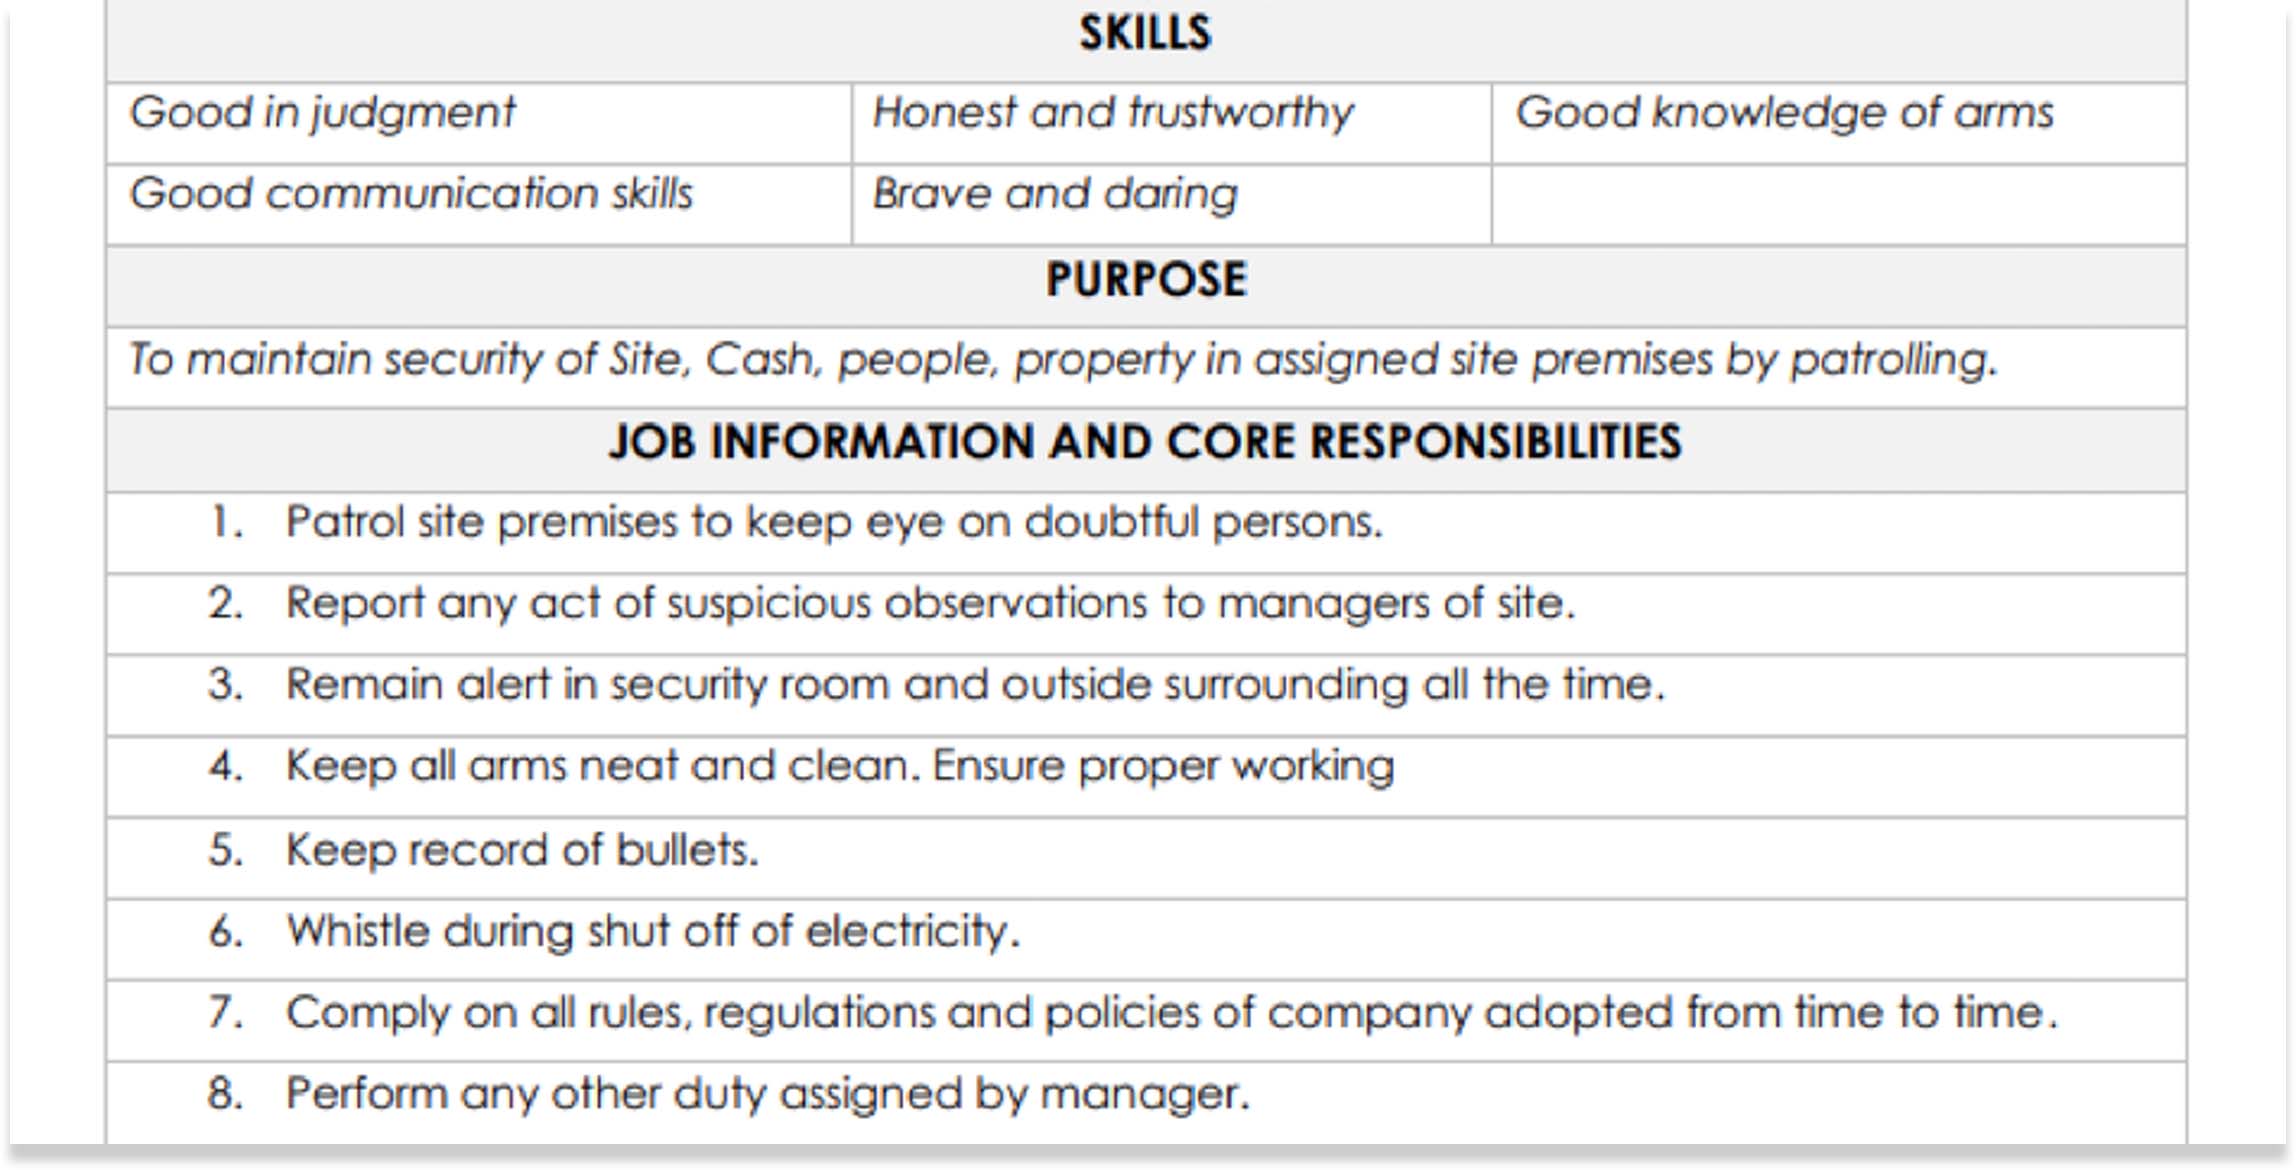 SKILLS
Good in judgment Honest and trustworthy Good knowledge of arms
Good communication skills Brave and daring
PURPOSE
To maintain security of Site, Cash, people, property in assigned site premises by patrolling.
JOB INFORMATION AND CORE RESPONSIBILITIES
1. Patrol site premises to keep eye on doubtful persons.
2. Report any act of suspicious observations to managers of site.
3. Remain alert in security room and outside surrounding all the time.
4. Keep all arms neat and clean. Ensure proper working
5. Keep record of bullets.
6. Whistle during shut off of electricity.
7. Comply on all rules, regulations and policies of company adopted from time to time.
8. Perform any other duty assigned by manager.